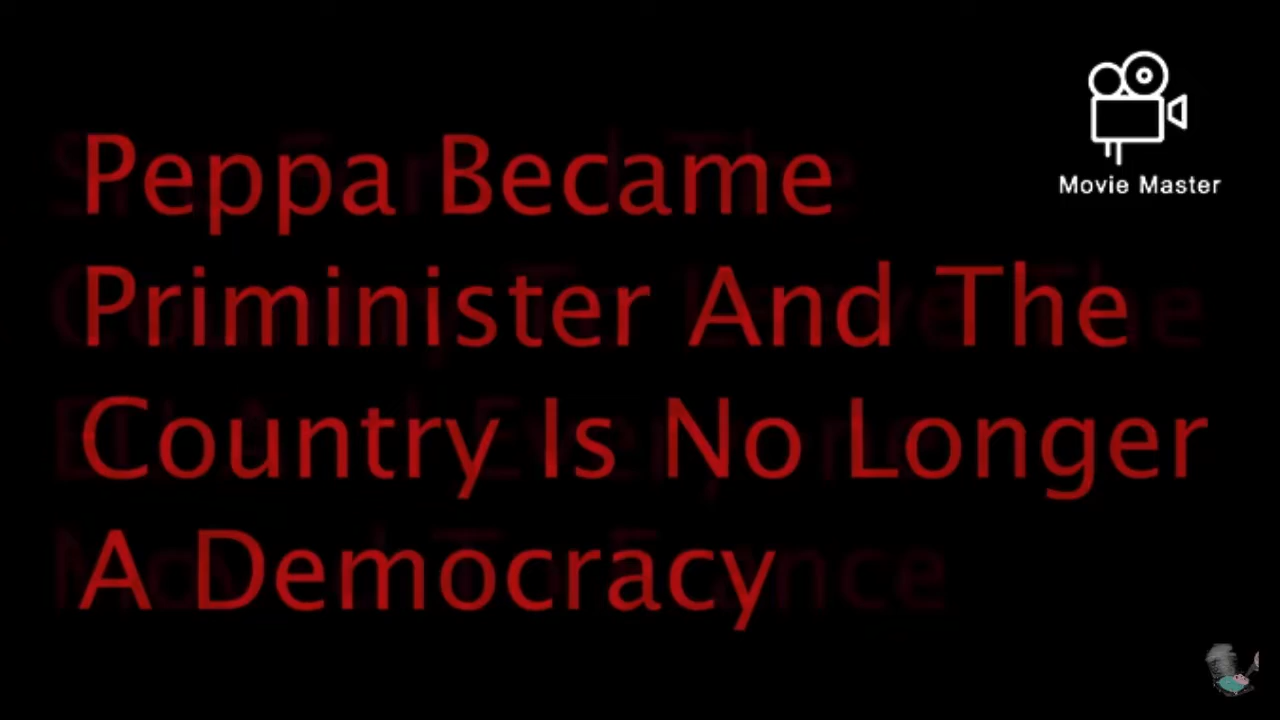 Peppa Became
Priminister And The
Country Is No Longer
A Democracy
Movie Master